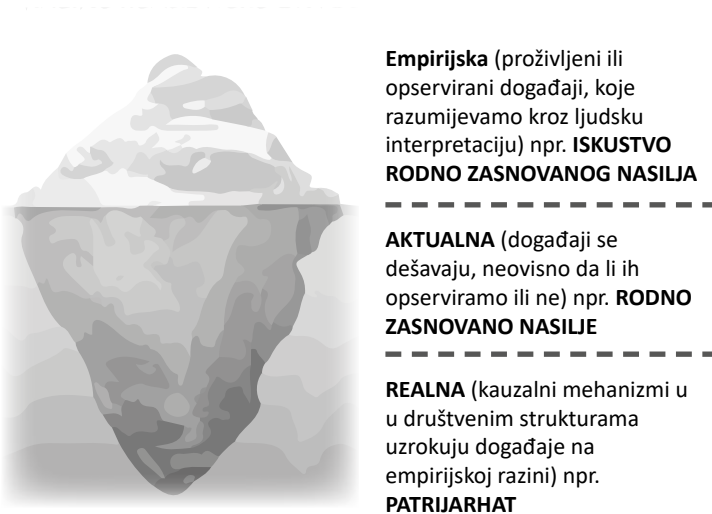 Empirijska (proživljeni ili
opservirani događaji, koje
razumijevamo kroz ljudsku
interpretaciju) npr. ISKUSTVO
RODNO ZASNOVANOG NASILJA
AKTUALNA (događaji se
dešavaju, neovisno da li ih
opserviramo ili ne) npr. RODNO
ZASNOVANO NASILJE
REALNA (kauzalni mehanizmi u
u društvenim strukturama
uzrokuju događaje na
empirijskoj razini) npr.
PATRIJARHAT